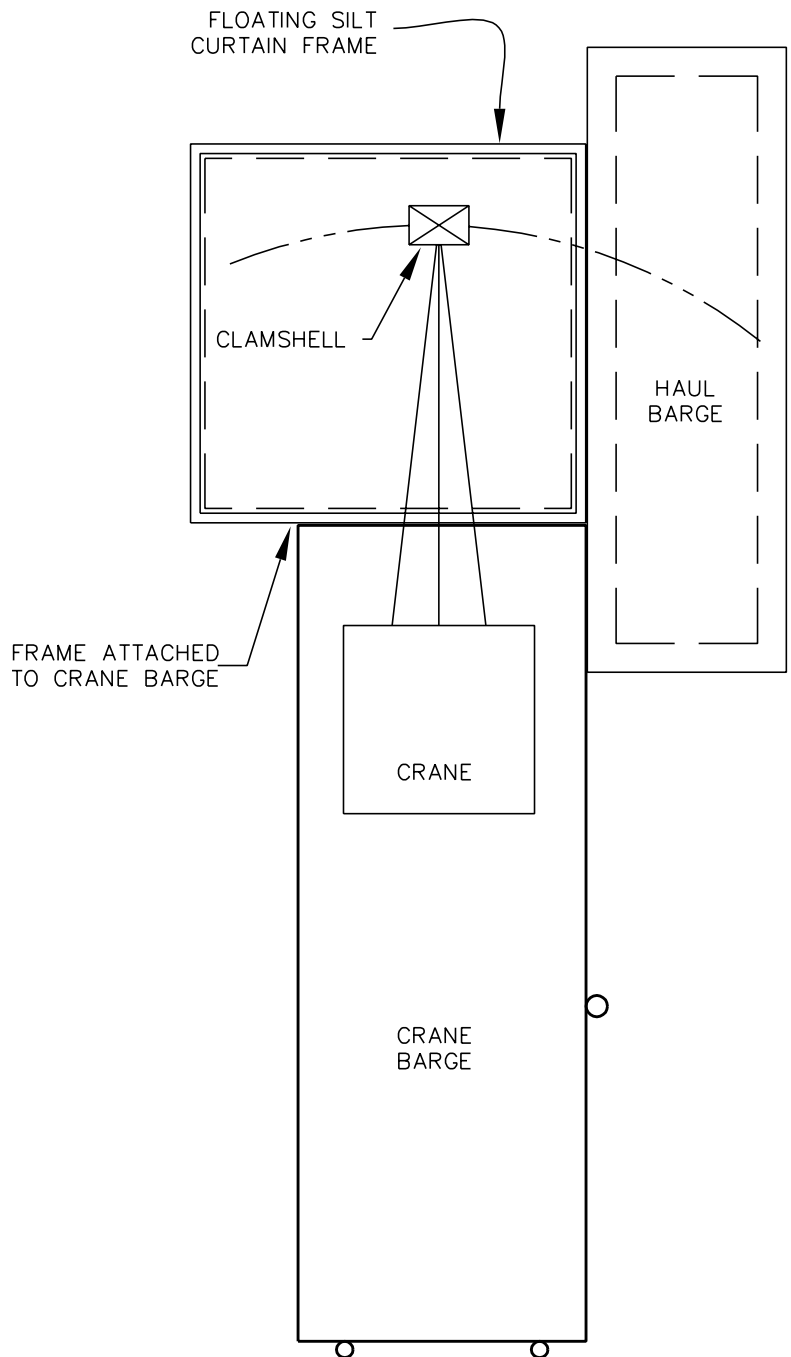 FLOATING SILT
CURTAIN FRAME
CLAMSHELL
HAUL
BARGE
FRAME ATTACHED
TO CRANE BARGE
CRANE
CRANE
BARGE